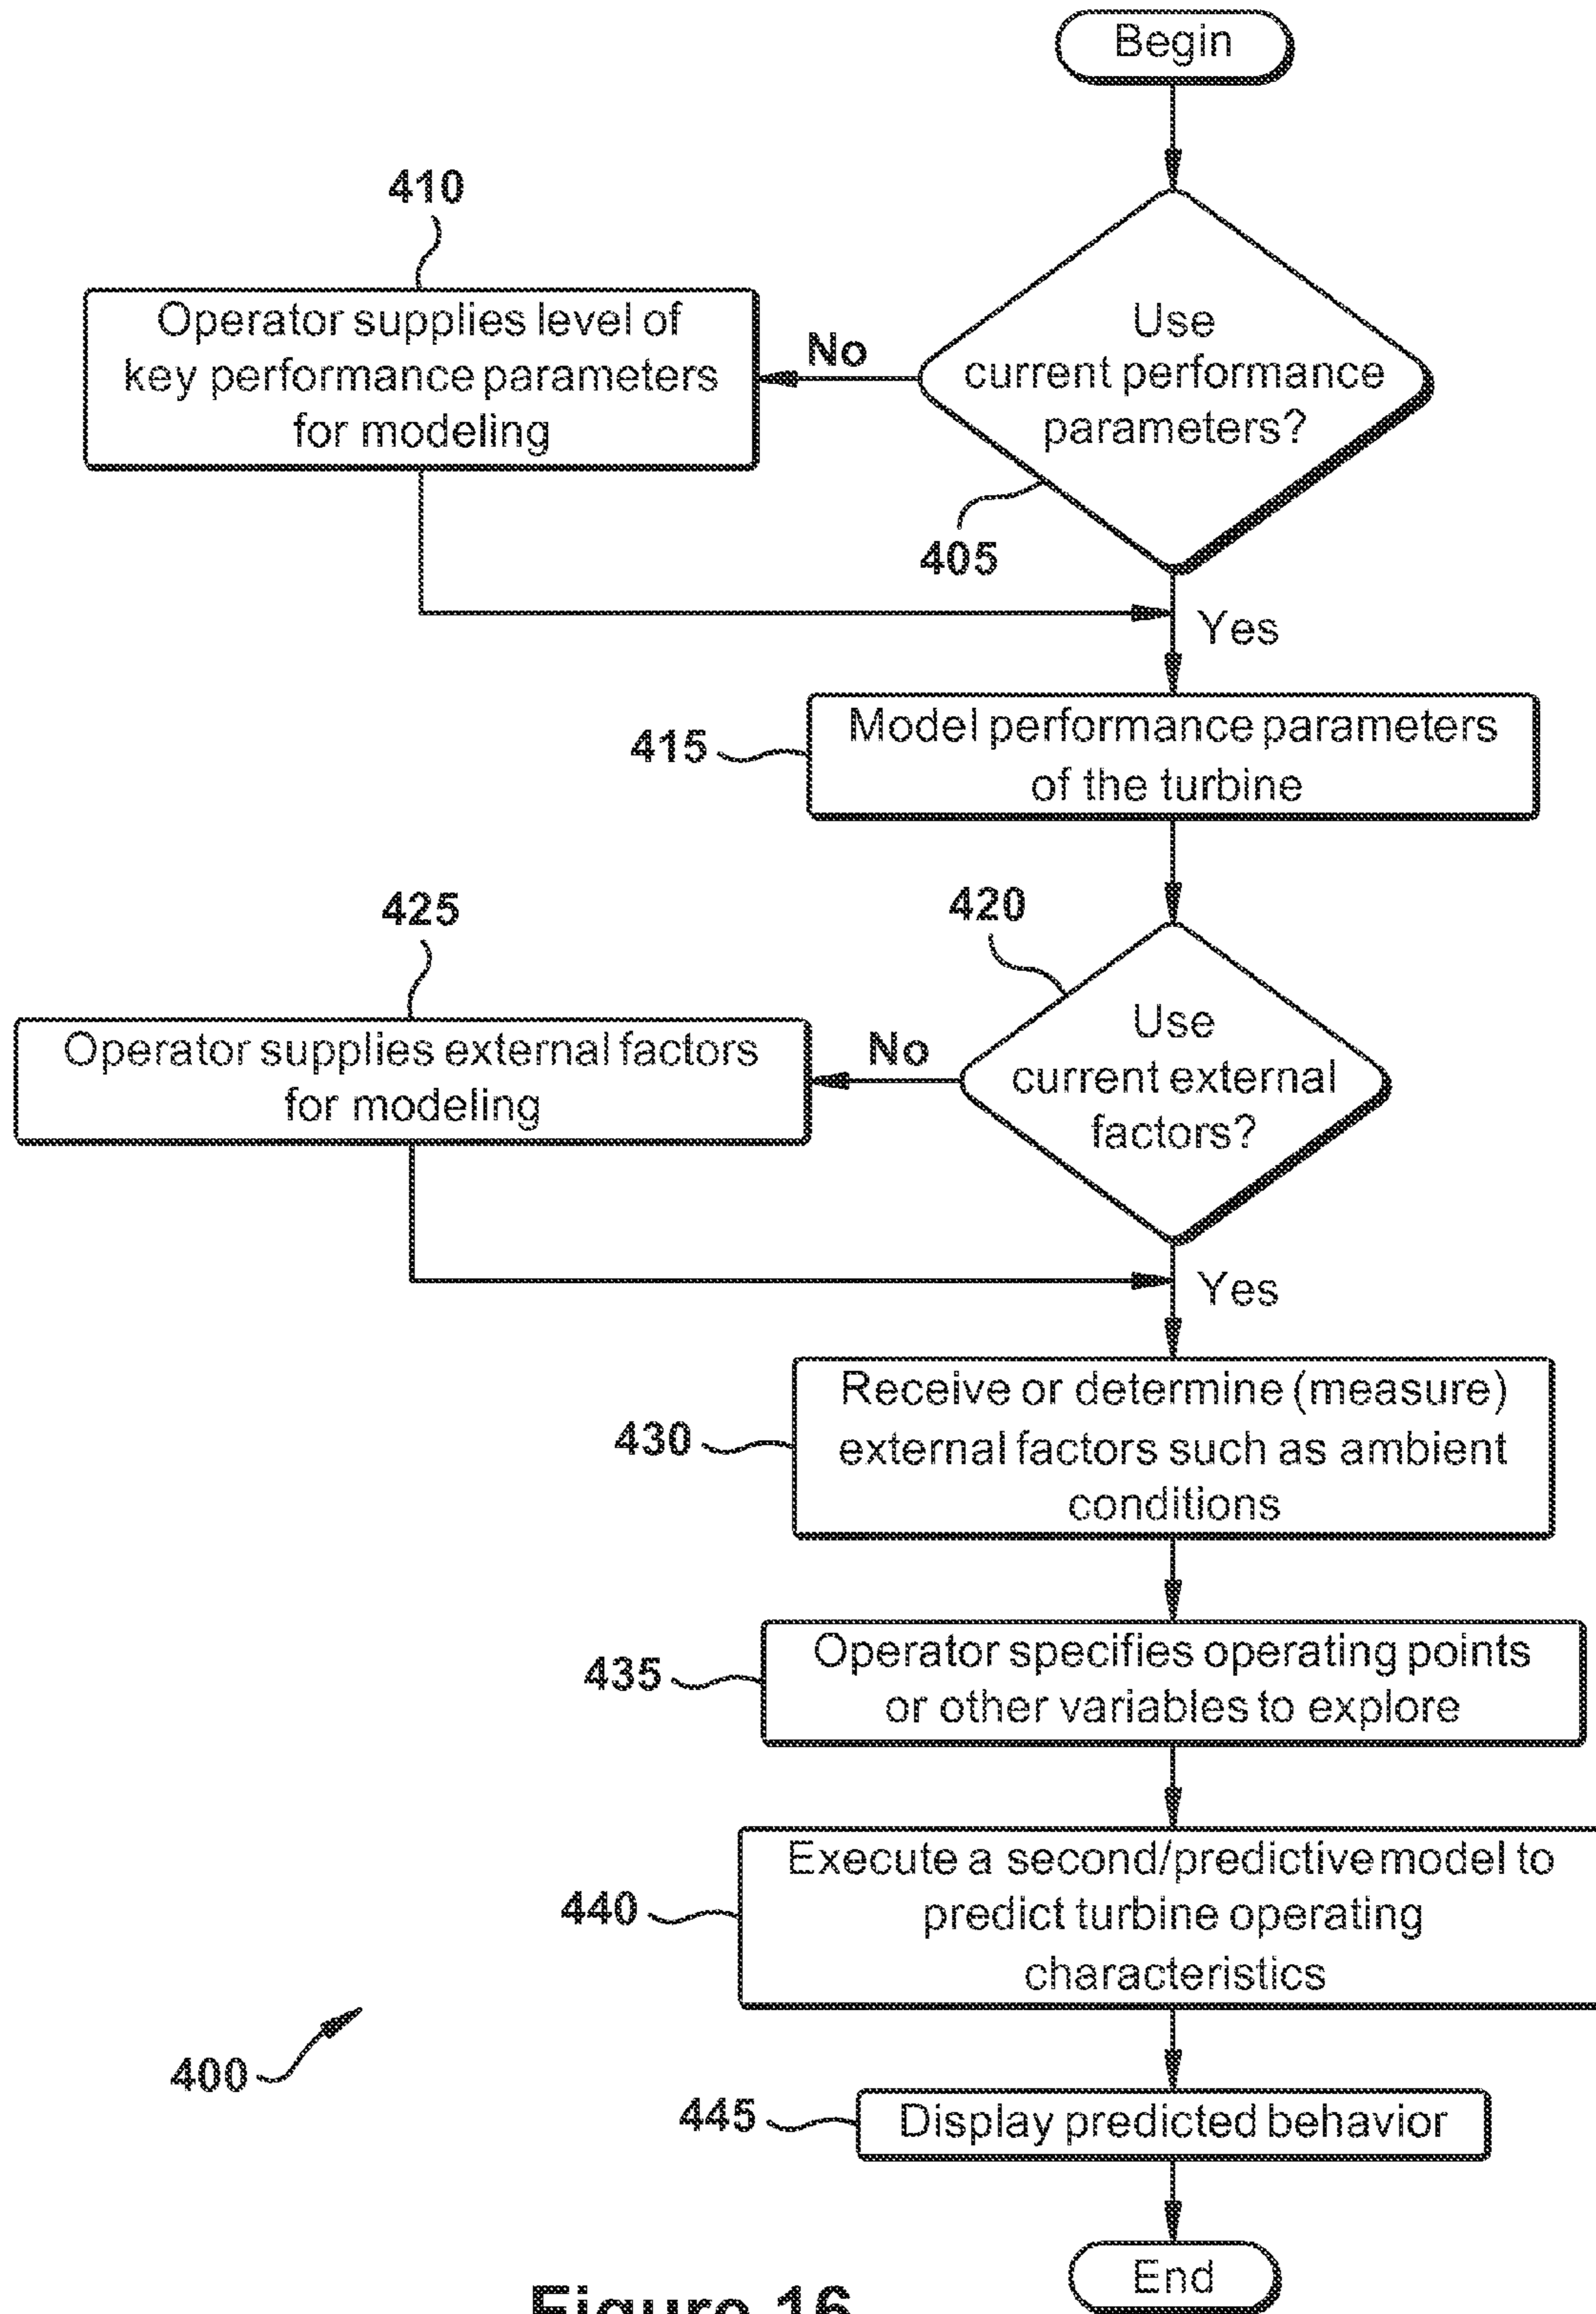 Begin
410
Operator supplies level of
key performance parameters
for modeling
No
Use
current performance
parameters?
405
Yes
415
Model performance parameters
of the turbine
425
420
Operator supplies external factors
for modeling
No
Use
current external
factors?
Yes
430
Receive or determine (measure)
external factors such as ambient
conditions
435
Operator specifies operating points
or other variables to explore
440
Execute a second/predictive model to
predict turbine operating
characteristics
400
445
Display predicted behavior
End
Figure 16